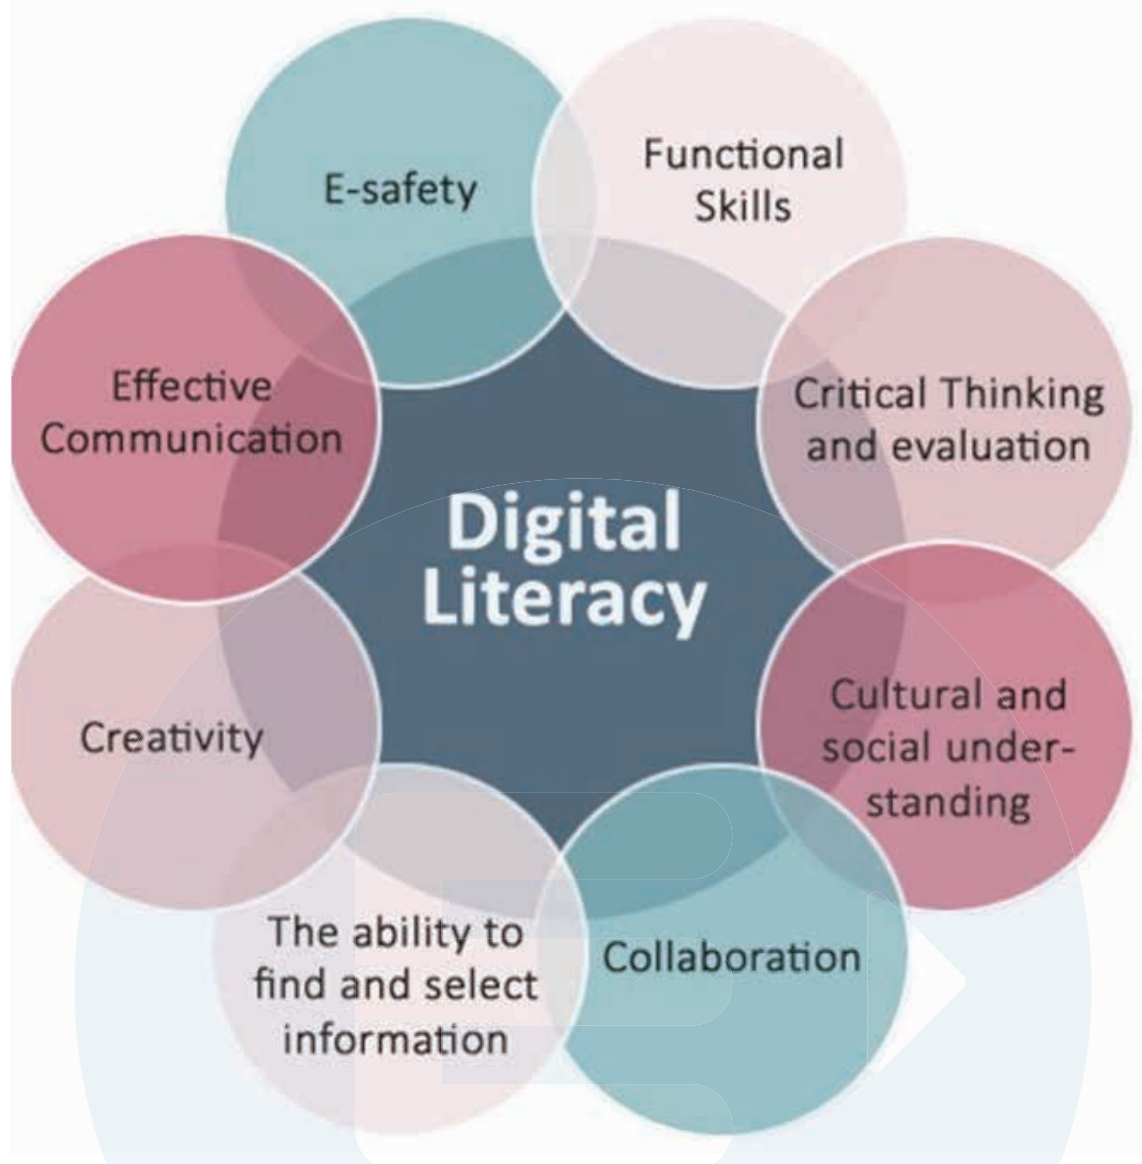 E-safety
Functional
Skills
Effective
Communication
Critical Thinking
and evaluation
Digital
Literacy
Cultural and
social under-
standing
Creativity
The ability to
find and select
information
Collaboration